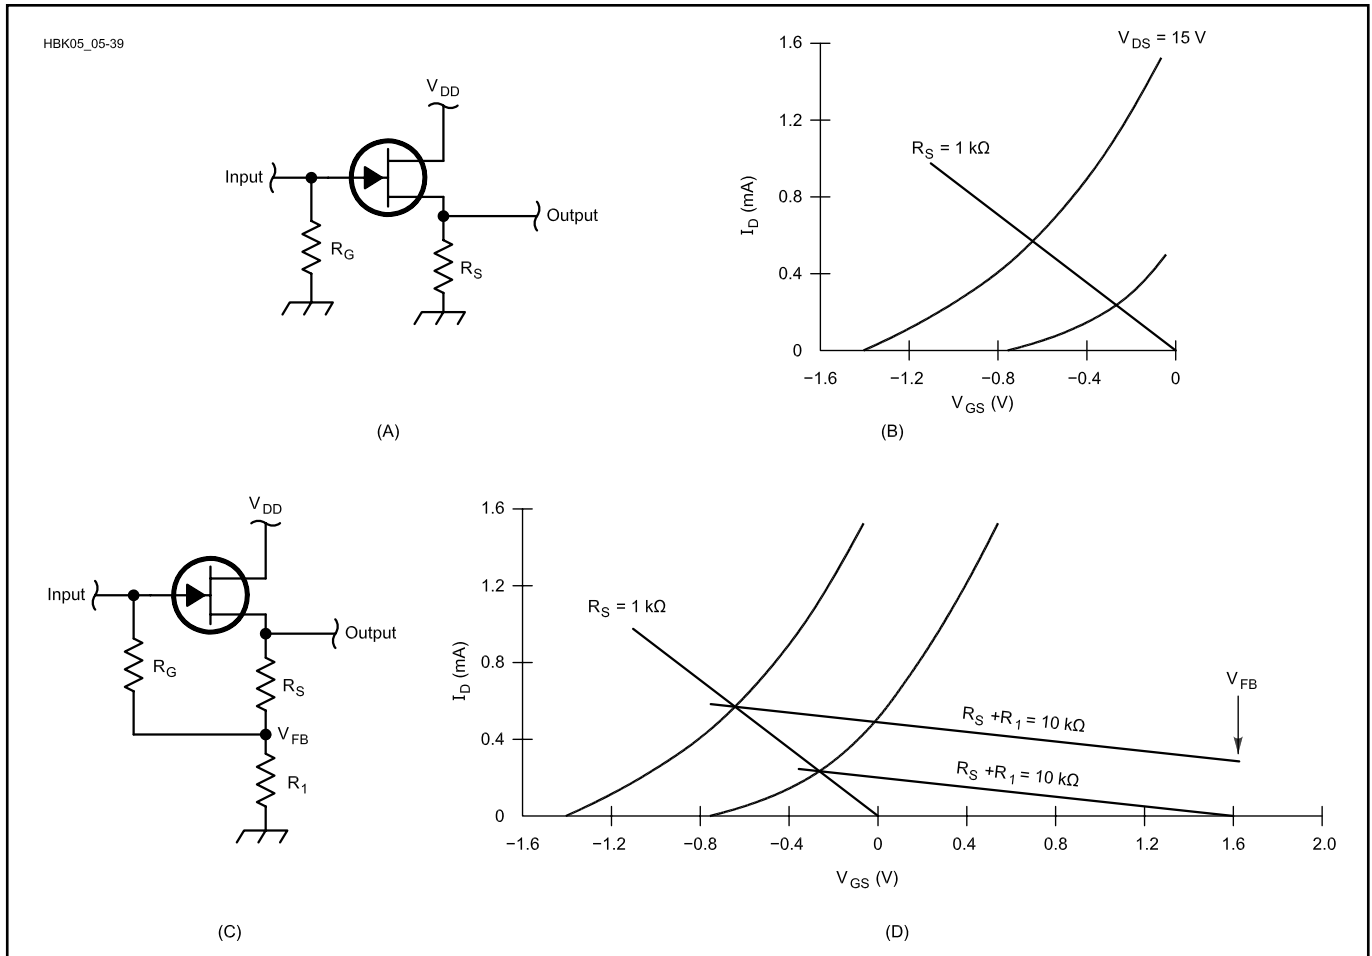 HBK05_05-39
V DD
Input
Output
R G
R S
(A)
1.6
1.2
0.8
0.4
0
I D (mA)
V DS = 15 V
R S = 1 kΩ
−1.6 −1.2 −0.8 −0.4 0
V GS (V)
(B)
V DD
Input
Output
R G
R S
V FB
R 1
(C)
1.6
1.2
0.8
0.4
0
I D (mA)
R S = 1 kΩ
V FB
R S +R 1 = 10 kΩ
R S +R 1 = 10 kΩ
−1.6 −1.2 −0.8 −0.4 0 0.4 0.8 1.2 1.6 2.0
V GS (V)
(D)